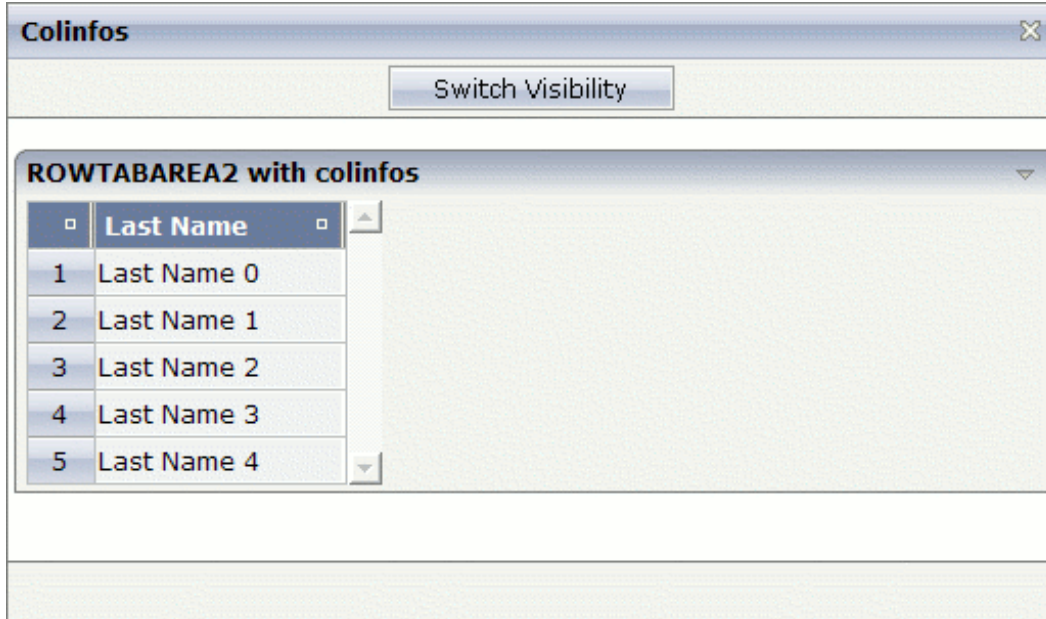 Colinfos
Switch Visibility
ROWTABAREA2 with colinfos
Last Name
1 Last Name 0
2 Last Name 1
3 Last Name 2
4 Last Name 3
5 Last Name 4